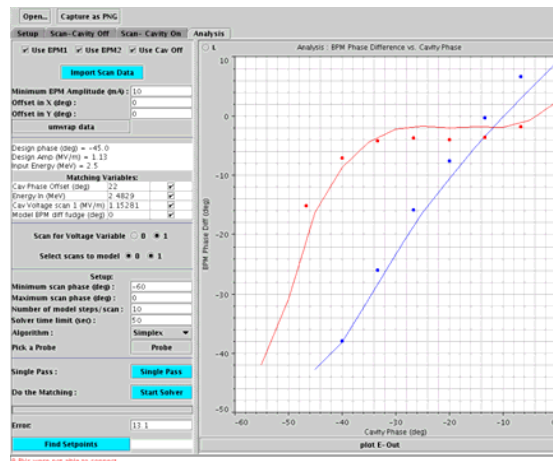 Open... Capture as PNG
Setup Scan-Cavity Off Scan- Cavity On Analysis
Use BPM1 Use BPM2 Use Cav Off
Import Scan Data
Minimum BPM Amplitude (mA): 10
Offset in X (deg) 0
Offset in Y (deg): 0
unwrap data
Design phase (deg) = -45.0
Design Amp (MV/m) = 1.13
Input Energy (MeV) = 2.5
Matching Variables:
Cav Phase Offset (deg) 22
Energy In (MeV) 2.4829
Cav Voltage scan 1 (MV/m) 1.15281
Model BPM diff fudge (deg) 0
Scan for Voltage Variable 0 1
Select scans to model 0 1
Setup:
Minimum scan phase (deg): -60
Maximum scan phase (deg): 0
Number of model steps/scan: 10
Solver time limit (sec): 50
Algorithm: Simplex
Pick a Probe Probe
Single Pass: Single Pass
Do the Matching: Start Solver
Error: 13.1
Find Setpoints
L
Analysis : BPM Phase Difference vs. Cavity Phase
BPM Phase Diff (deg)
10
0
-10
-20
-30
-40
-50
-60 -50 -40 -30 -20 -10 0
Cavity Phase (deg)
plot E-Out